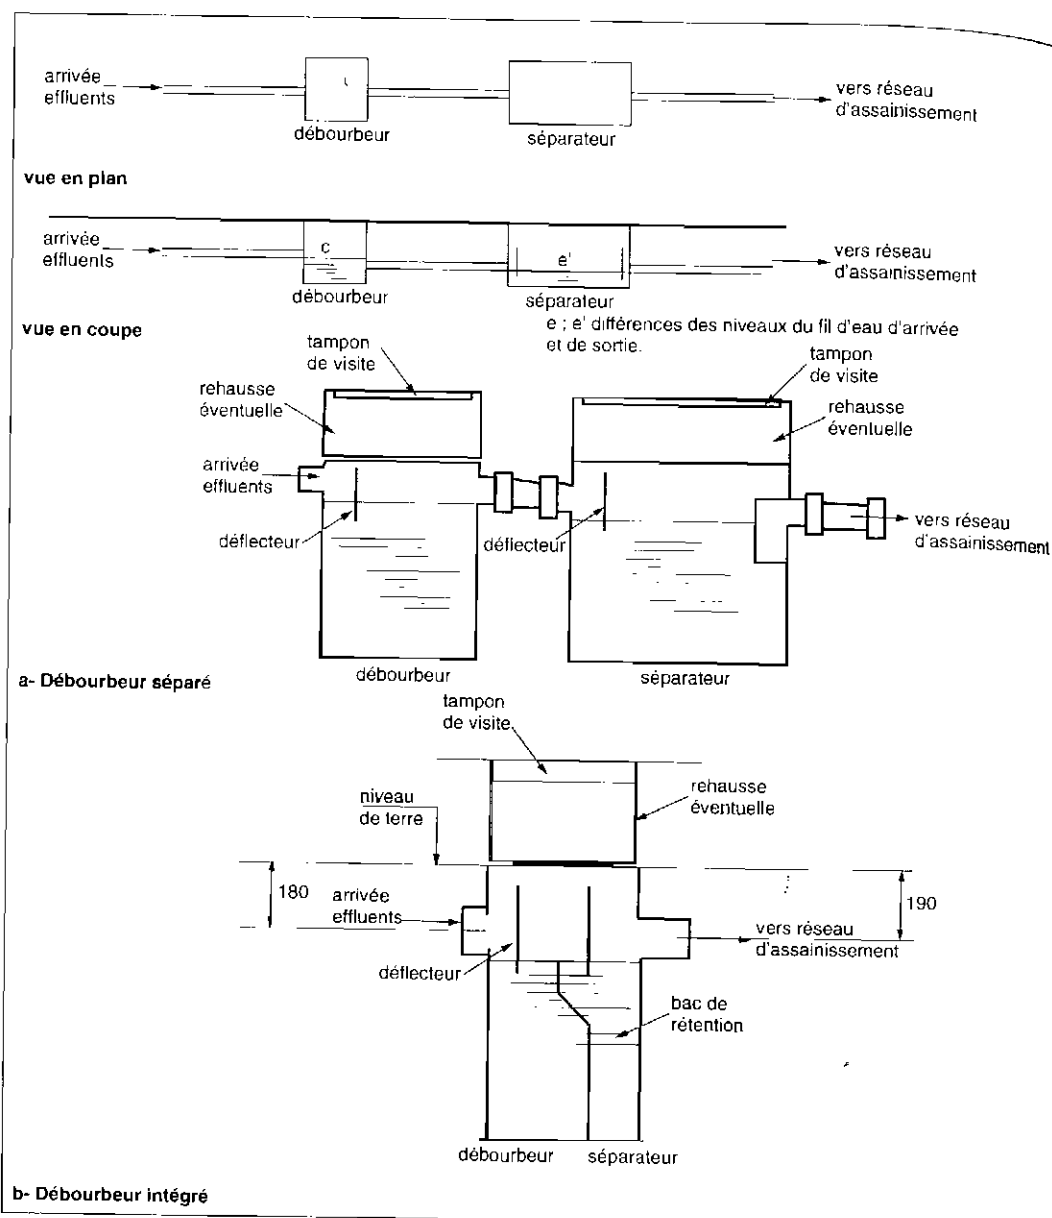 arrivée
effluents
débourbeur
séparateur
vers réseau
d'assainissement
vue en plan
arrivée
effluents
c
e'
débourbeur
séparateur
vers réseau
d'assainissement
vue en coupe
e ; e' différences des niveaux du fil d'eau d'arrivée
et de sortie.
tampon
de visite
tampon
de visite
rehausse
éventuelle
rehausse
éventuelle
arrivée
effluents
déflecteur
déflecteur
vers réseau
d'assainissement
débourbeur
séparateur
a- Débourbeur séparé
tampon
de visite
niveau
de terre
rehausse
éventuelle
180
arrivée
effluents
190
vers réseau
d'assainissement
déflecteur
bac de
rétention
débourbeur
séparateur
b- Débourbeur intégré